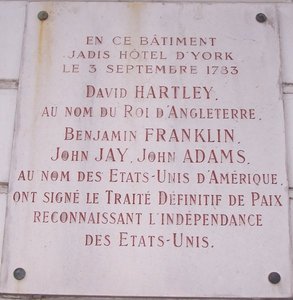 EN CE BÂTIMENT
JADIS HÔTEL D'YORK
LE 3 SEPTEMBRE 1783
DAVID HARTLEY,
AU NOM DU ROI D'ANGLETERRE,
BENJAMIN FRANKLIN,
JOHN JAY, JOHN ADAMS,
AU NOM DES ETATS-UNIS D'AMÉRIQUE,
ONT SIGNÉ LE TRAITÉ DÉFINITIF DE PAIX
RECONNAISSANT L'INDÉPENDANCE
DES ETATS-UNIS.